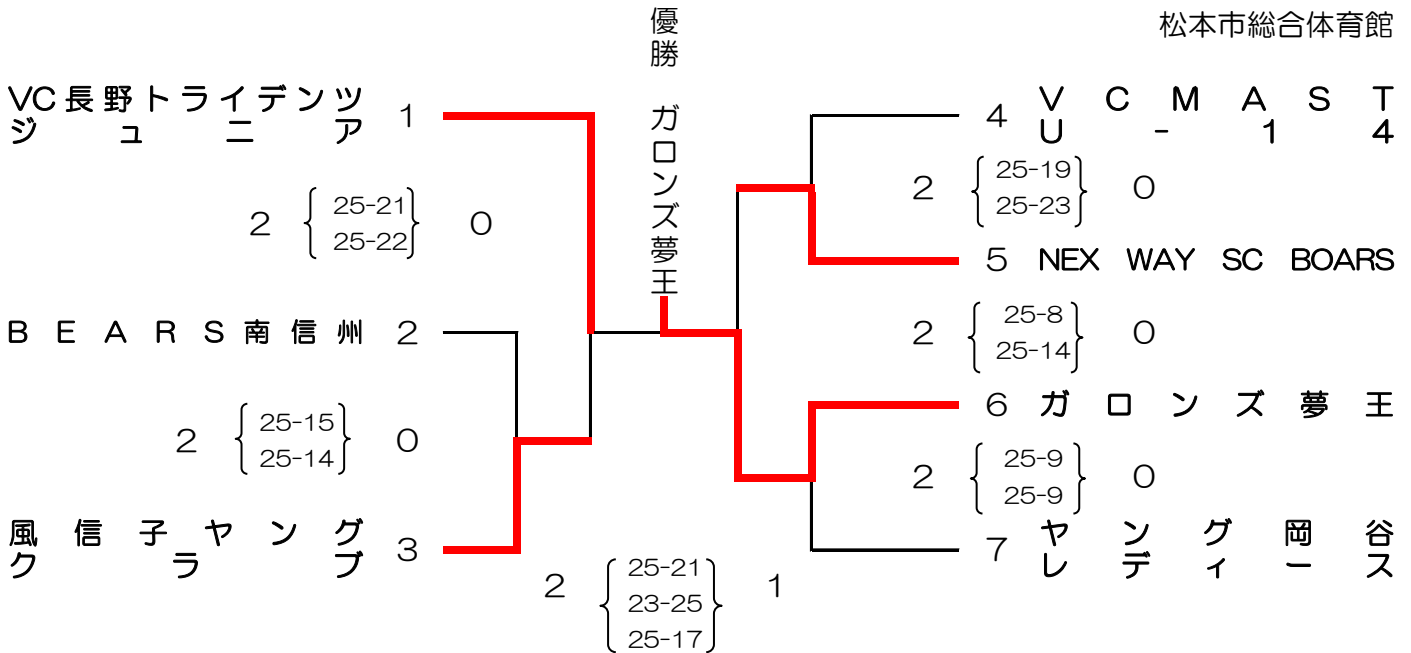 松本市総合体育館
優勝 ガロンズ夢王
VC長野トライデンツ
ジュニア
1
2
25-21
25-22
0
BEARS南信州
2
2
25-15
25-14
0
風信子ヤング
クラブ
3
2
25-21
23-25
25-17
1
4
VCMAST
U-14
2
25-19
25-23
0
5
NEX WAY SC BOARS
2
25-8
25-14
0
6
ガロンズ夢王
2
25-9
25-9
0
7
ヤング岡谷
レディース